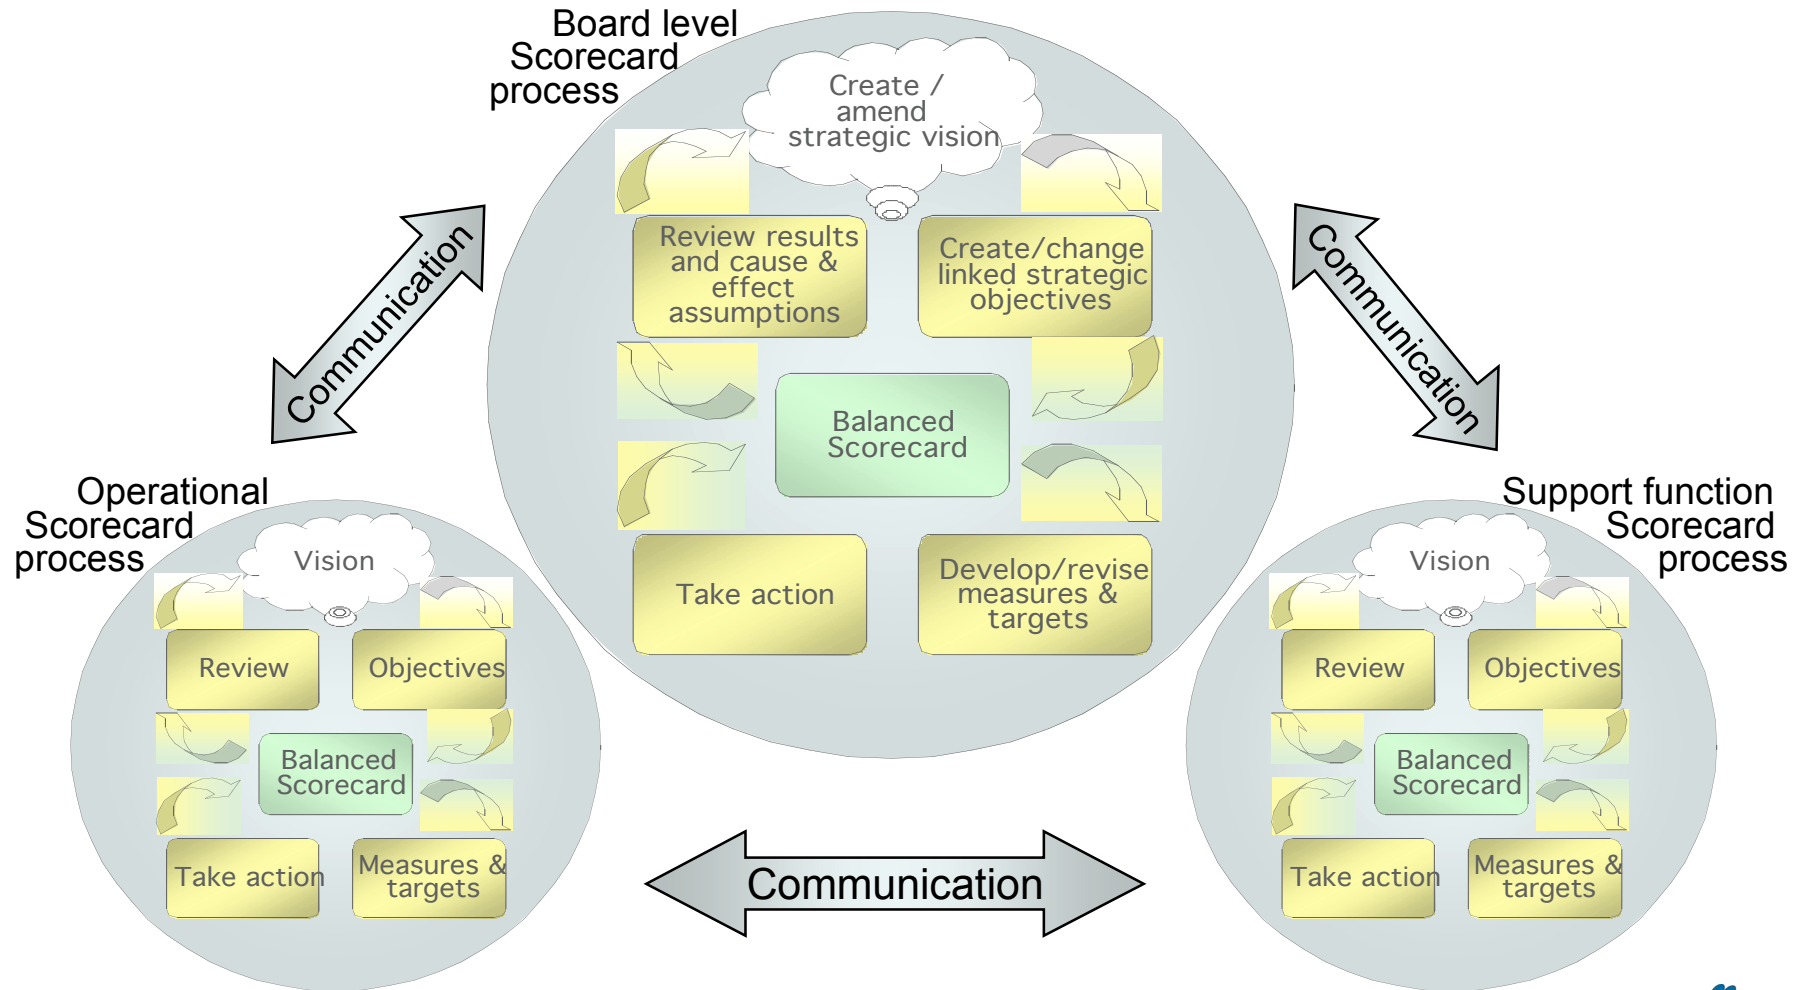 Board level
Scorecard
process
Create /
amend
strategic vision
Review results
and cause &
effect
assumptions
Create/change
linked strategic
objectives
Balanced
Scorecard
Take action
Develop/revise
measures &
targets
Communication
Communication
Operational
Scorecard
process
Vision
Review
Objectives
Balanced
Scorecard
Take action
Measures &
targets
Communication
Support function
Scorecard
process
Vision
Review
Objectives
Balanced
Scorecard
Take action
Measures &
targets